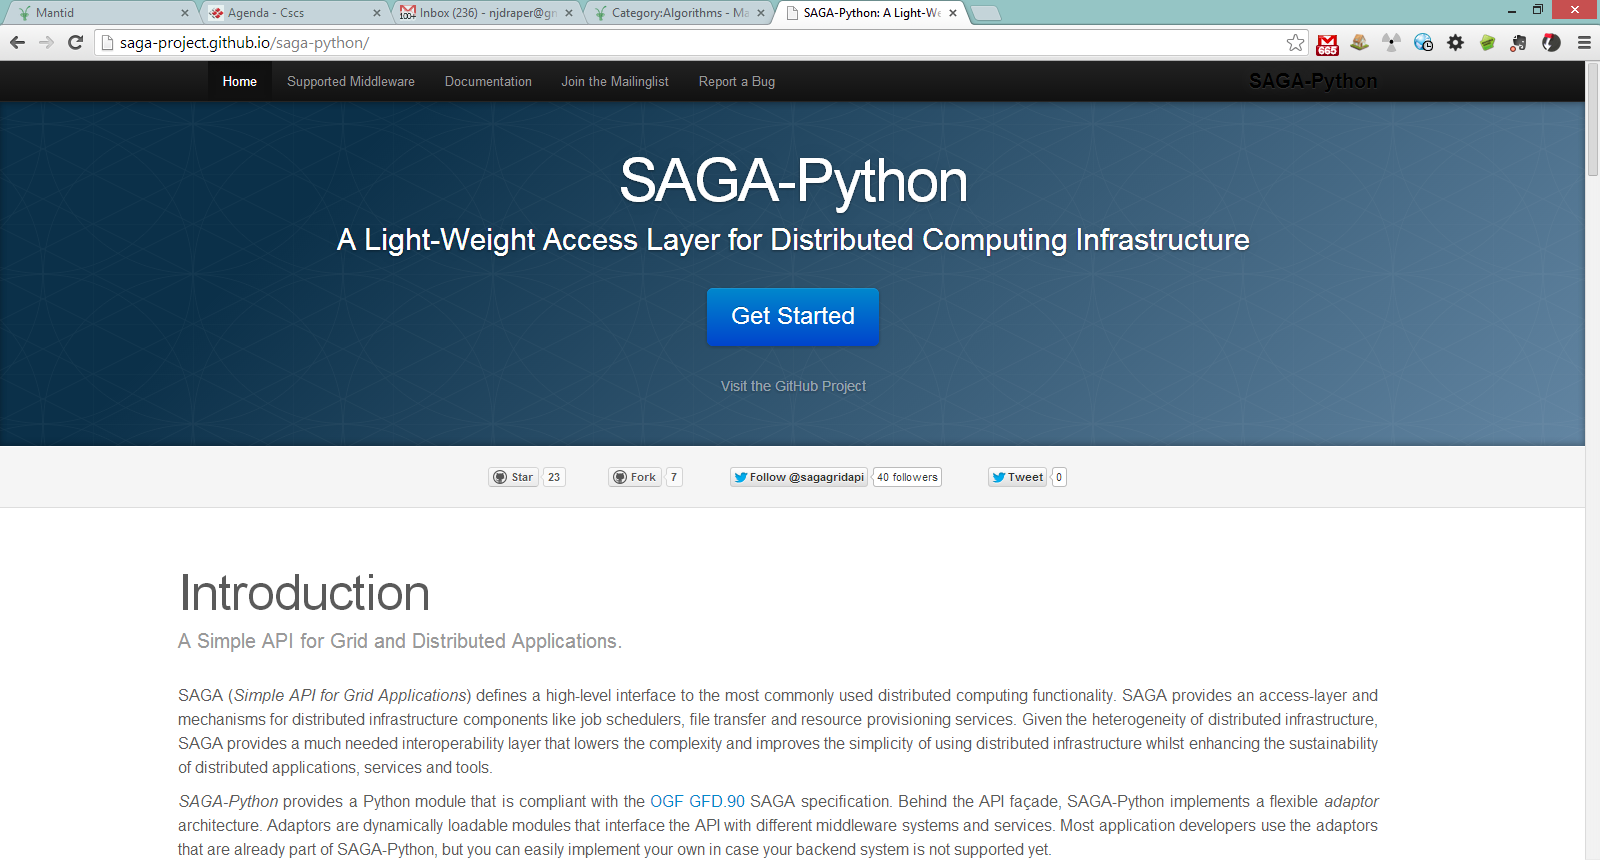 Mantid
Agenda - Cscs
Inbox (236) - njdraper@gm
Category:Algorithms - Ma
SAGA-Python: A Light-We
saga-project.github.io/saga-python/
665
Home
Supported Middleware
Documentation
Join the Mailinglist
Report a Bug
SAGA-Python
SAGA-Python
A Light-Weight Access Layer for Distributed Computing Infrastructure
Get Started
Visit the GitHub Project
Star 23
Fork 7
Follow @sagagridapi 40 followers
Tweet 0
Introduction
A Simple API for Grid and Distributed Applications.
SAGA (Simple API for Grid Applications) defines a high-level interface to the most commonly used distributed computing functionality. SAGA provides an access-layer and
mechanisms for distributed infrastructure components like job schedulers, file transfer and resource provisioning services. Given the heterogeneity of distributed infrastructure,
SAGA provides a much needed interoperability layer that lowers the complexity and improves the simplicity of using distributed infrastructure whilst enhancing the sustainability
of distributed applications, services and tools.
SAGA-Python provides a Python module that is compliant with the OGF GFD.90 SAGA specification. Behind the API façade, SAGA-Python implements a flexible adaptor
architecture. Adaptors are dynamically loadable modules that interface the API with different middleware systems and services. Most application developers use the adaptors
that are already part of SAGA-Python, but you can easily implement your own in case your backend system is not supported yet.